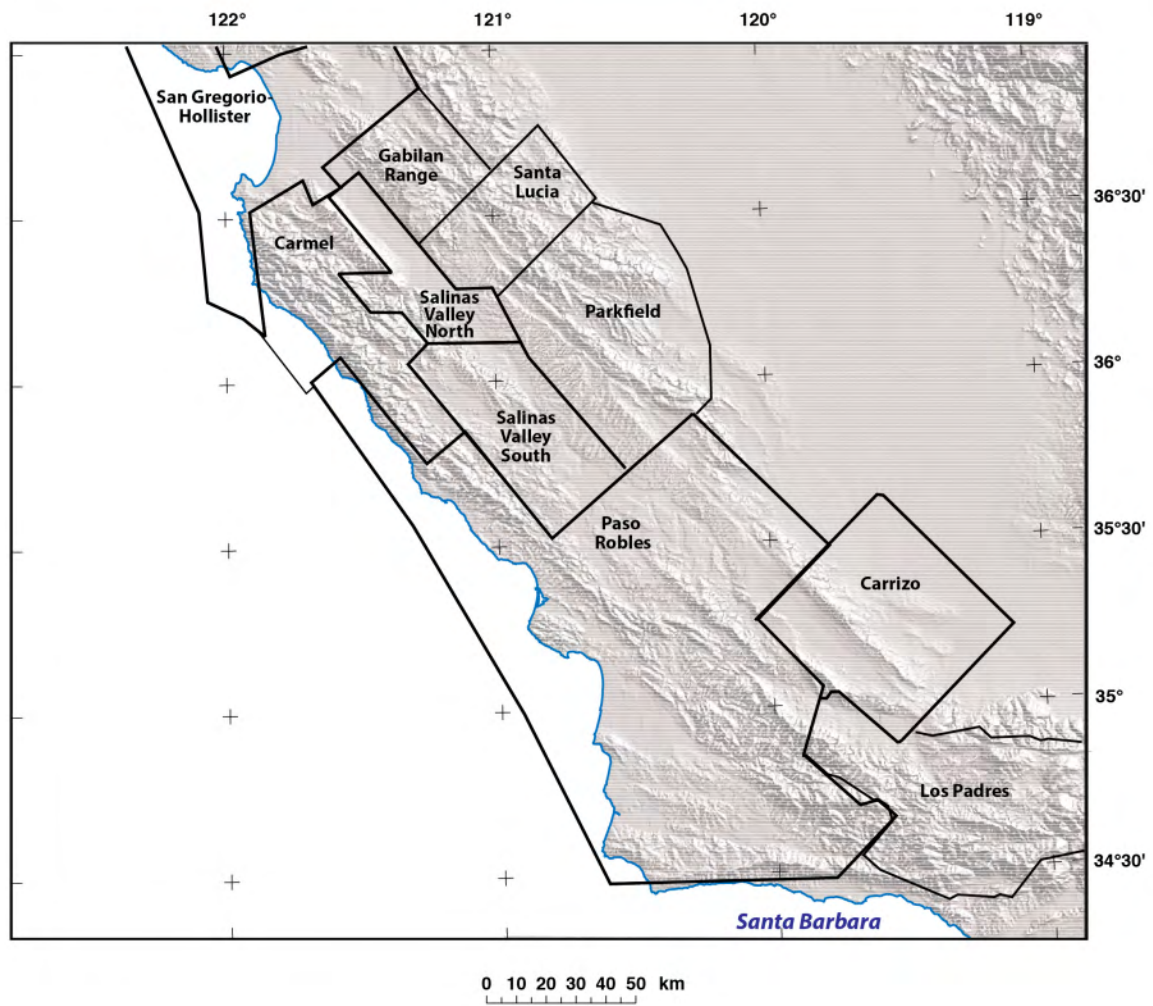 122°
121°
120°
119°
San Gregorio-
Hollister
Gabilan
Range
Santa
Lucia
36°30'
Carmel
Salinas
Valley
North
Parkfield
36°
Salinas
Valley
South
Paso
Robles
35°30'
Carrizo
35°
Los Padres
34°30'
Santa Barbara
0 10 20 30 40 50 km